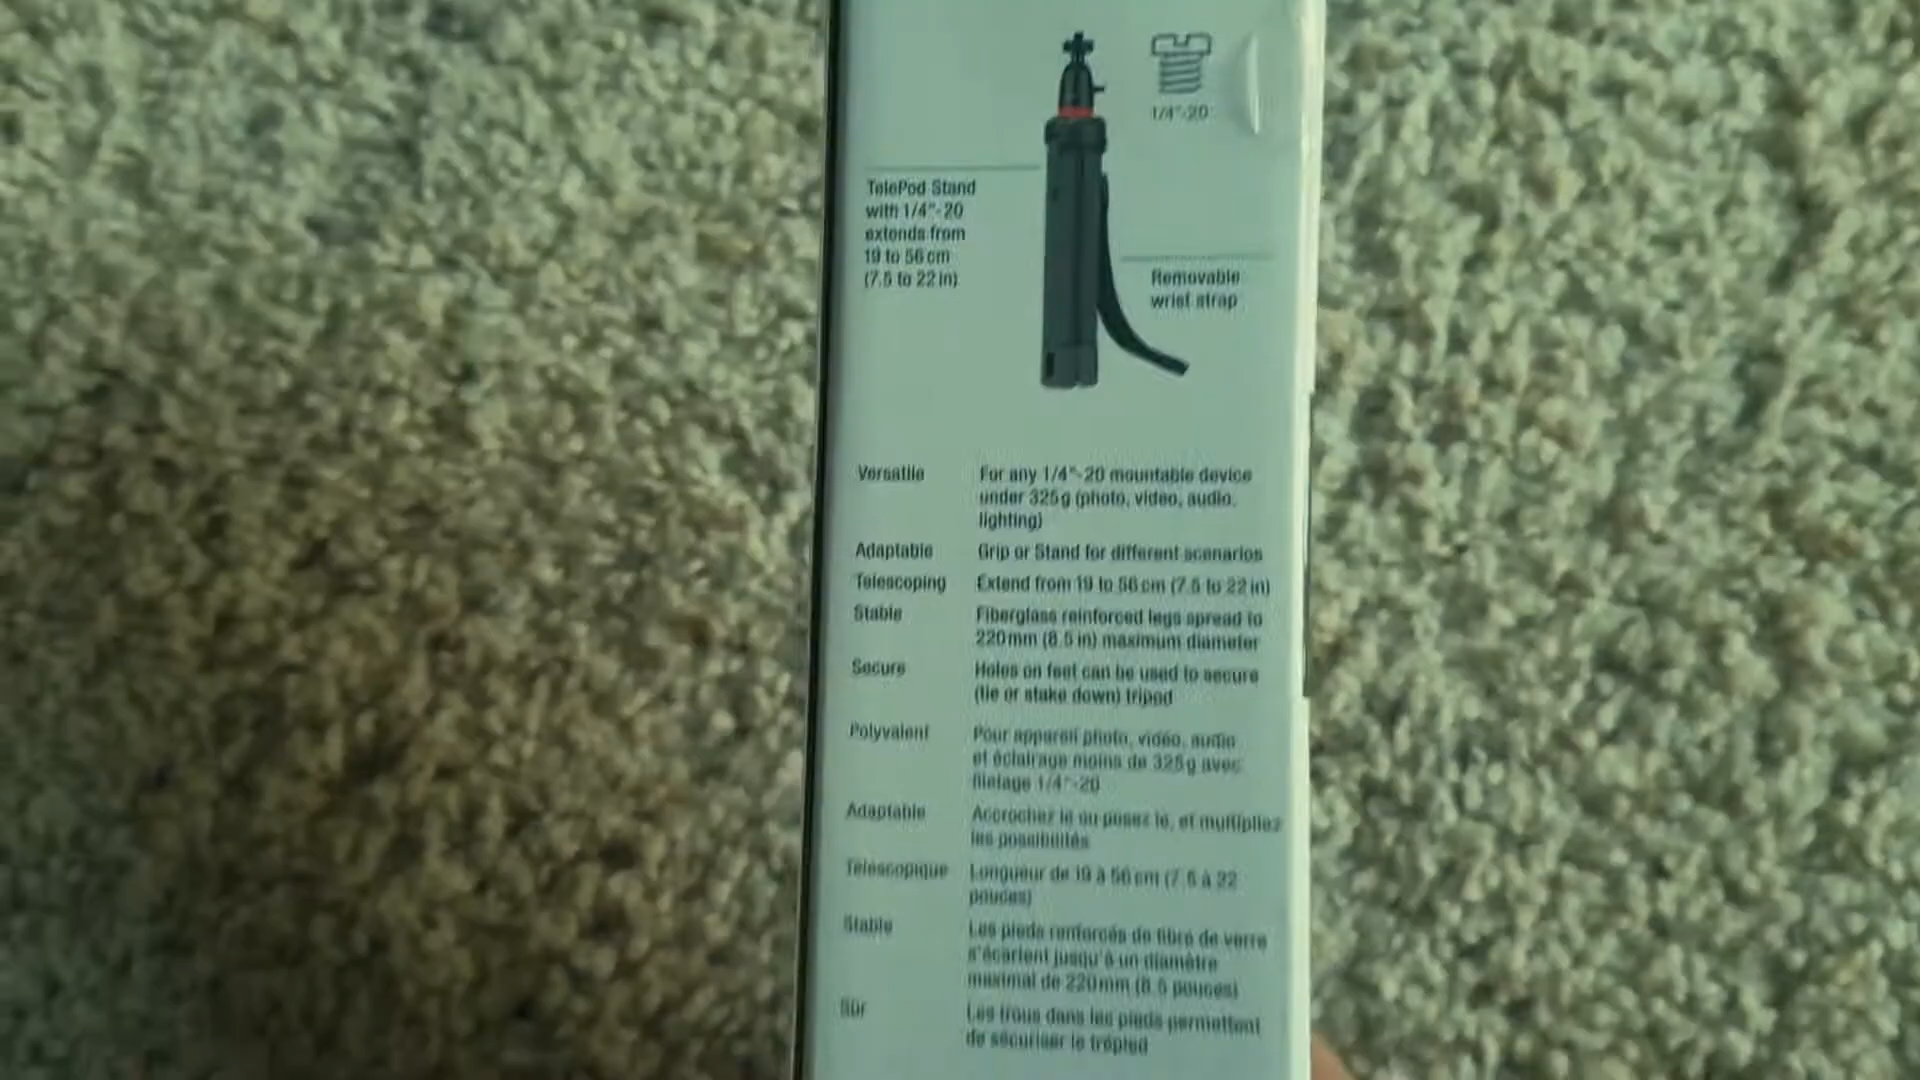 1/4"-20
TelePod Stand
with 1/4"-20
extends from
19 to 56 cm
(7.5 to 22 in)
Removable
wrist strap
Versatile For any 1/4"-20 mountable device
under 325g (photo, video, audio,
lighting)
Adaptable Grip or Stand for different scenarios
Telescoping Extend from 19 to 56 cm (7.5 to 22 in)
Stable Fiberglass reinforced legs spread to
220mm (8.5 in) maximum diameter
Secure Holes on feet can be used to secure
(tie or stake down) tripod
Polyvalent Pour appareil photo, vidéo, audio
et éclairage moins de 325g avec
filetage 1/4"-20
Adaptable Accrochez le ou posez le, et multipliez
les possibilités
Télescopique Longueur de 19 à 56 cm (7.5 à 22
pouces)
Stable Les pieds renforcés de fibre de verre
s'écartent jusqu'à un diamètre
maximal de 220mm (8.5 pouces)
Sûr Les trous dans les pieds permettent
de sécuriser le trépied